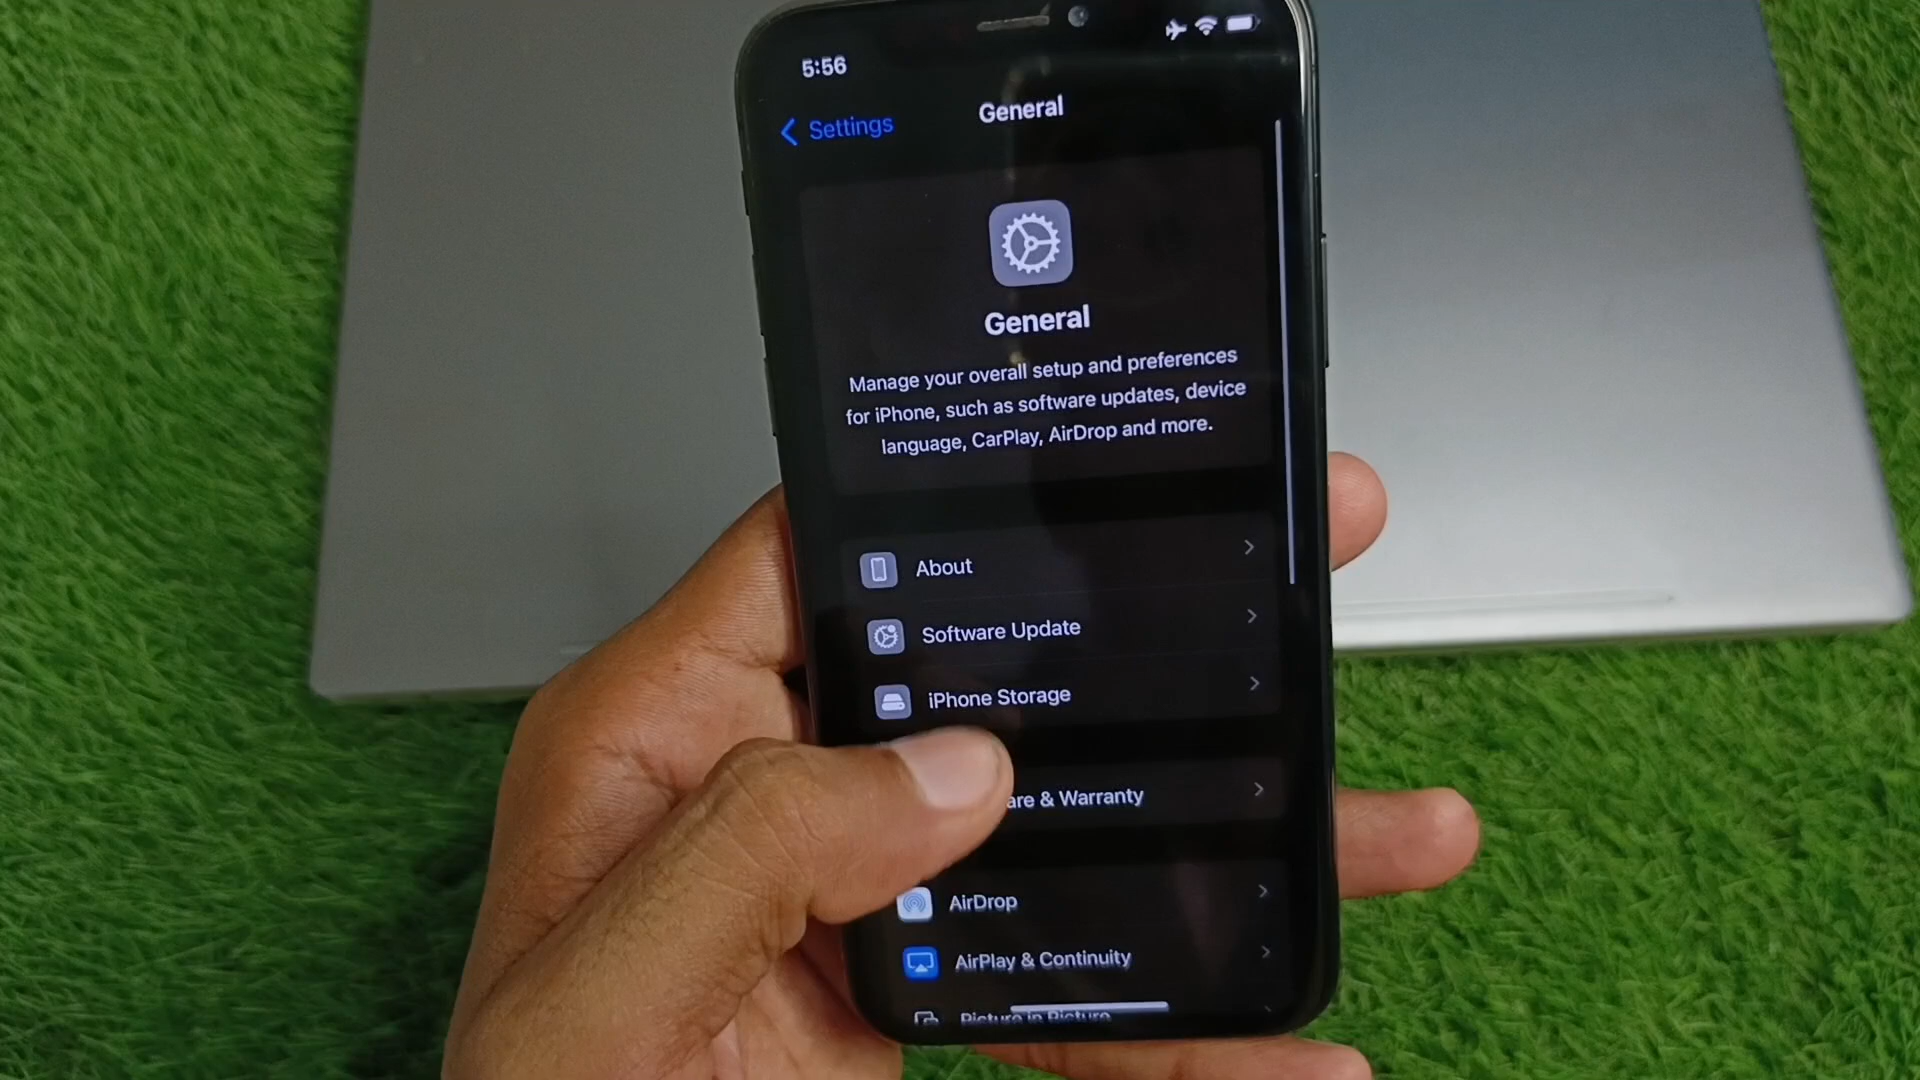 5:56
Settings
General
General
Manage your overall setup and preferences
for iPhone, such as software updates, device
language, CarPlay, AirDrop and more.
About
Software Update
iPhone Storage
are & Warranty
AirDrop
AirPlay & Continuity
Picture in Picture